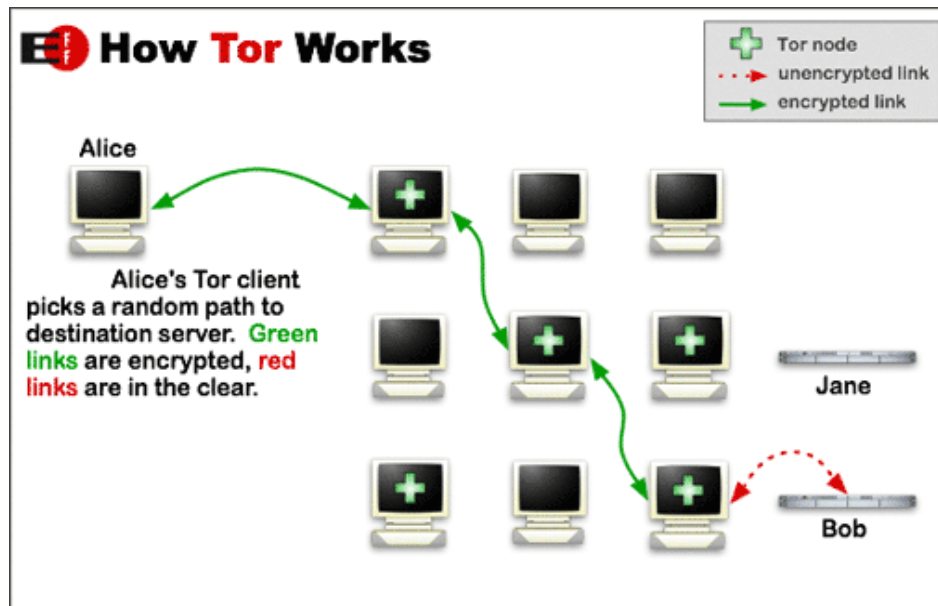 EFF How Tor Works
Tor node
unencrypted link
encrypted link
Alice
Alice's Tor client
picks a random path to
destination server. Green
links are encrypted, red
links are in the clear.
Jane
Bob